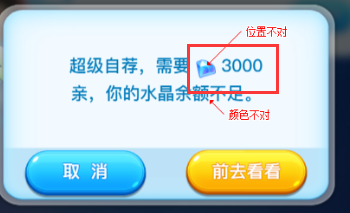 位置不对
超级自荐，需要 3000
亲，你的水晶余额不足。
颜色不对
取 消
前去看看